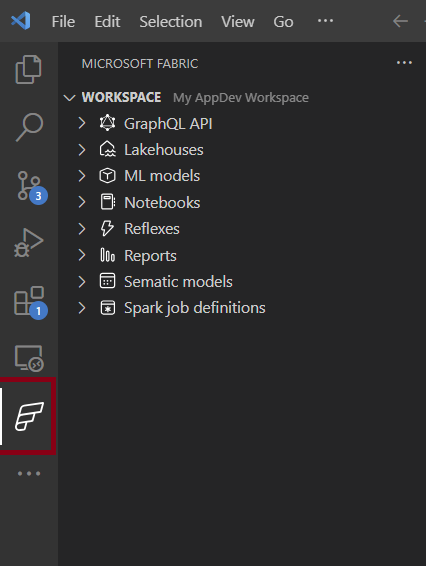 File Edit Selection View Go ···
MICROSOFT FABRIC ···
WORKSPACE My AppDev Workspace
GraphQL API
Lakehouses
ML models
3
Notebooks
Reflexes
Reports
Sematic models
1
Spark job definitions